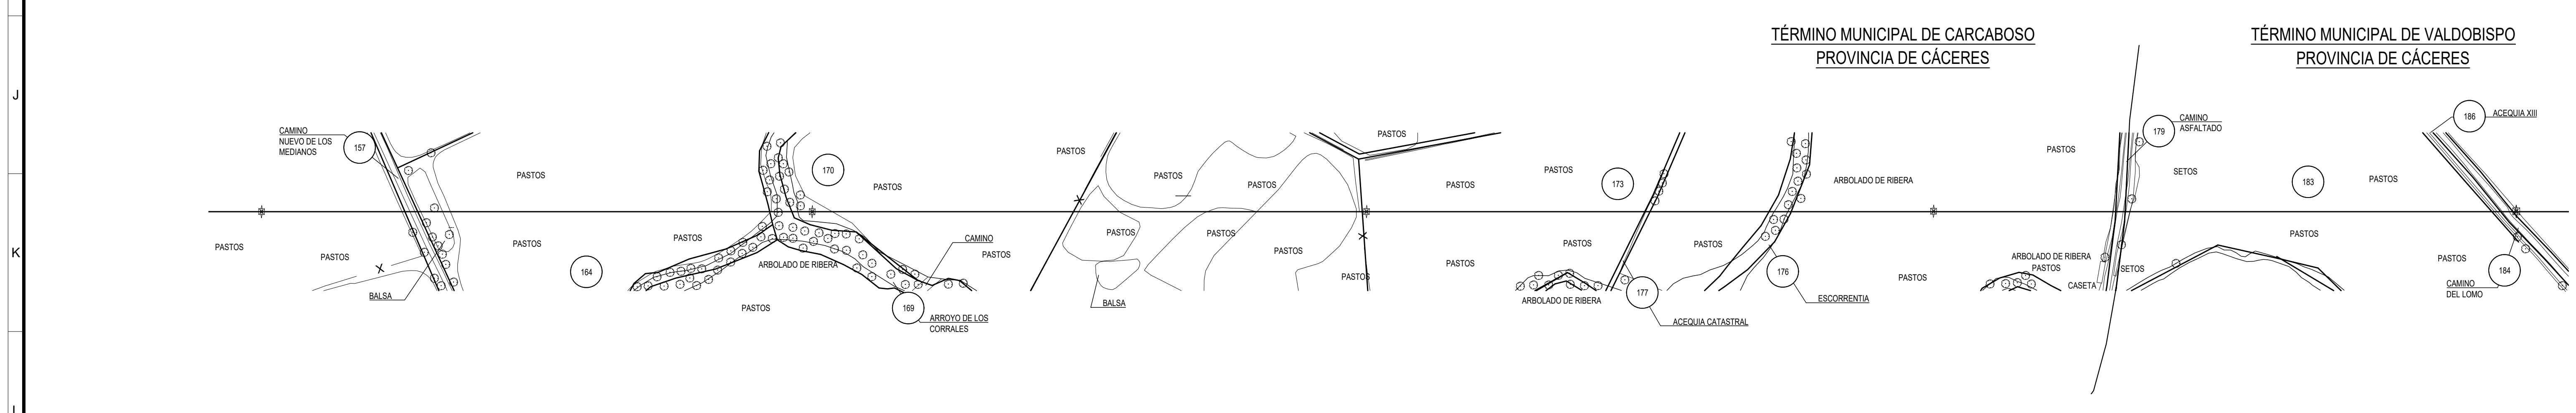 TÉRMINO MUNICIPAL DE CARCABOSO
PROVINCIA DE CÁCERES
TÉRMINO MUNICIPAL DE VALDOBISPO
PROVINCIA DE CÁCERES
J
K
CAMINO
NUEVO DE LOS
MEDIANOS
157
PASTOS
PASTOS
BALSA
PASTOS
PASTOS
164
170
PASTOS
PASTOS
ARBOLADO DE RIBERA
PASTOS
CAMINO
PASTOS
169
ARROYO DE LOS
CORRALES
PASTOS
PASTOS
PASTOS
PASTOS
PASTOS
PASTOS
BALSA
PASTOS
PASTOS
PASTOS
PASTOS
PASTOS
173
PASTOS
ARBOLADO DE RIBERA
177
ACEQUIA CATASTRAL
PASTOS
176
ESCORRENTIA
ARBOLADO DE RIBERA
PASTOS
PASTOS
ARBOLADO DE RIBERA
PASTOS
CASETA
SETOS
179
CAMINO
ASFALTADO
SETOS
183
PASTOS
PASTOS
186
ACEQUIA XIII
PASTOS
184
CAMINO
DEL LOMO